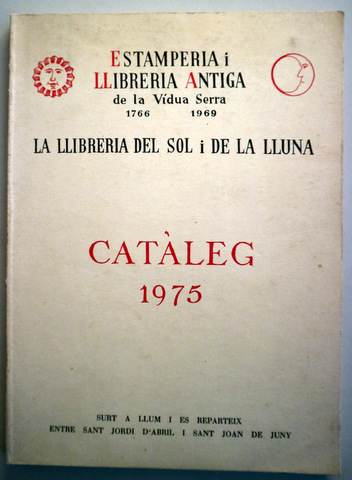 ESTAMPERIA i
LLIBRERIA ANTIGA
de la Vídua Serra
1766 1969
LA LLIBRERIA DEL SOL i DE LA LLUNA
CATÀLEG
1975
SURT A LLUM I ES REPARTEIX
ENTRE SANT JORDI D'ABRIL I SANT JOAN DE JUNY